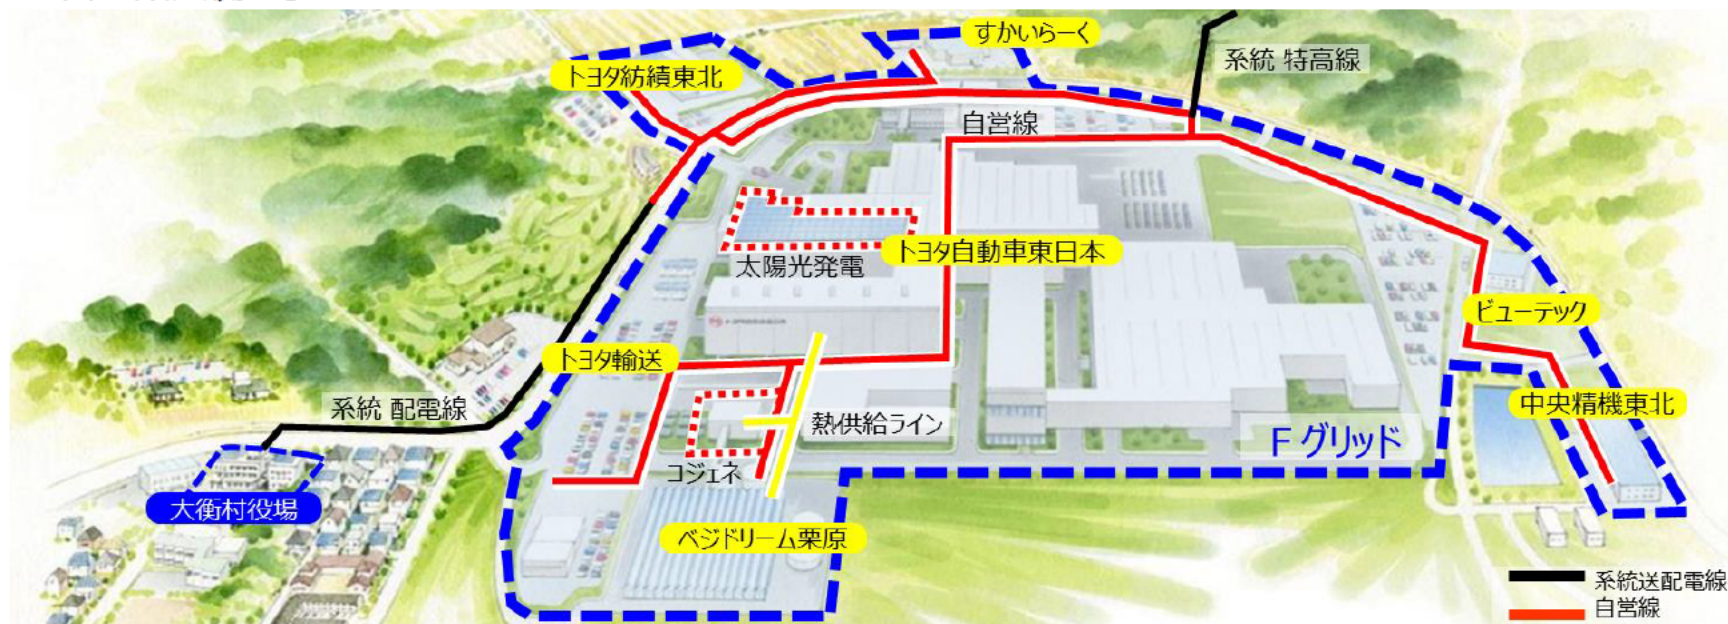 すかいらーく
系統 特高線
トヨタ紡績東北
自営線
トヨタ自動車東日本
太陽光発電
ビューテック
トヨタ輸送
中央精機東北
系統 配電線
熱供給ライン
F グリッド
コジェネ
大衡村役場
ベジドリーム栗原
系統送配電線
自営線